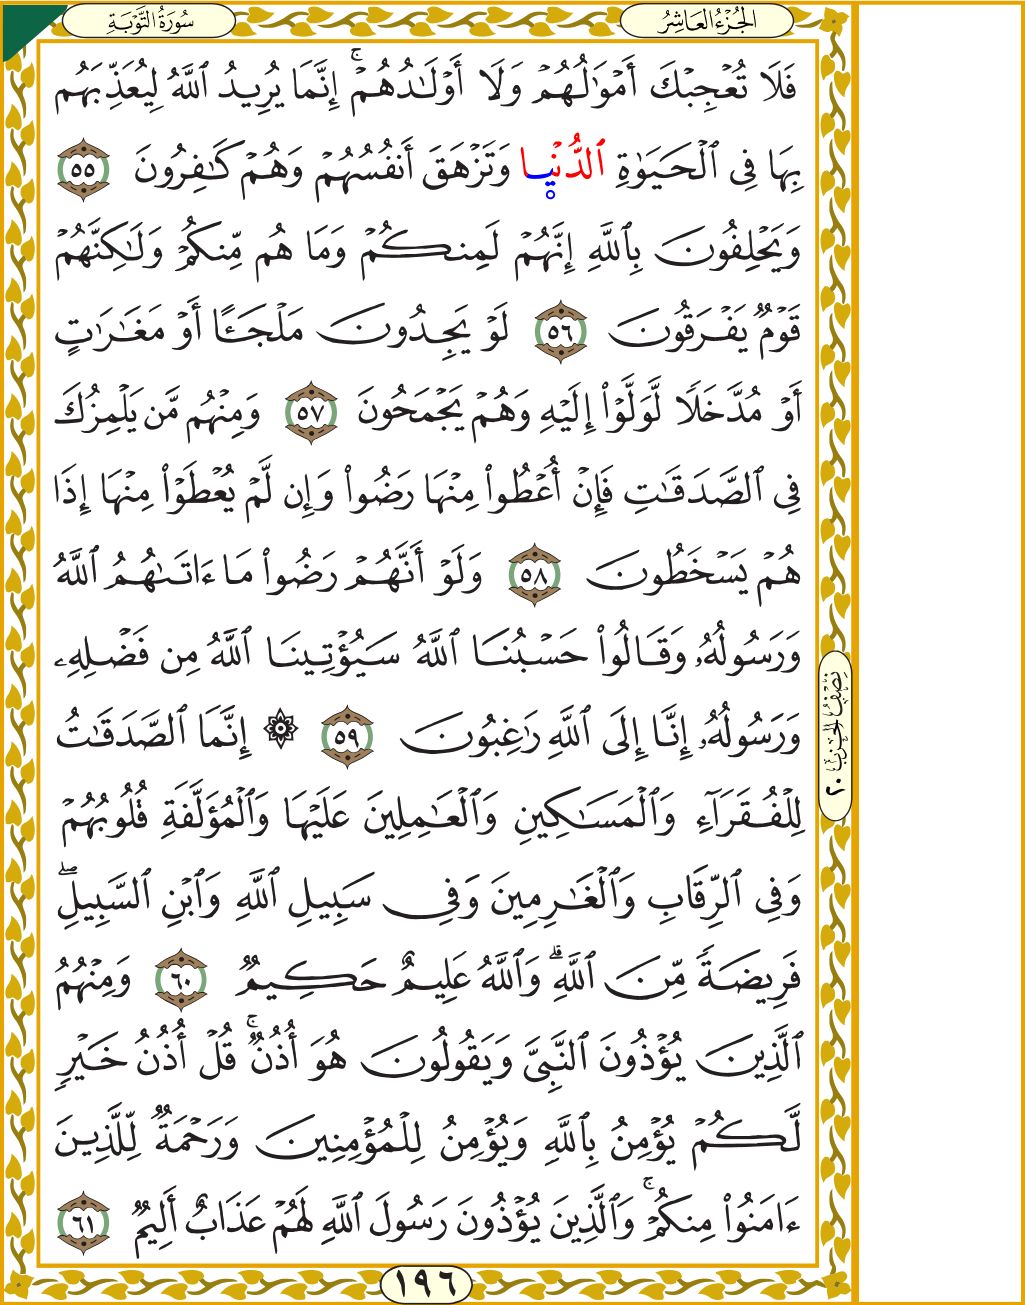 سُورَةُ التَّوْبَةِ
الجُزْءُ العَاشِرُ
فَلَا تُعْجِبْكَ أَمْوَٰلُهُمْ وَلَآ أَوْلَـٰدُهُمْ ۚ إِنَّمَا يُرِيدُ ٱللَّهُ لِيُعَذِّبَهُم
بِهَا فِى ٱلْحَيَوٰةِ ٱلدُّنْيَا وَتَزْهَقَ أَنفُسُهُمْ وَهُمْ كَـٰفِرُونَ ٥٥
وَيَحْلِفُونَ بِٱللَّهِ إِنَّهُمْ لَمِنكُمْ وَمَا هُم مِّنكُمْ وَلَـٰكِنَّهُمْ
قَوْمٌ يَفْرَقُونَ ٥٦ لَوْ يَجِدُونَ مَلْجَـًٔا أَوْ مَغَـٰرَٰتٍ
أَوْ مُدَّخَلًا لَّوَلَّوْا۟ إِلَيْهِ وَهُمْ يَجْمَحُونَ ٥٧ وَمِنْهُم مَّن يَلْمِزُكَ
فِى ٱلصَّدَقَـٰتِ فَإِنْ أُعْطُوا۟ مِنْهَا رَضُوا۟ وَإِن لَّمْ يُعْطَوْا۟ مِنْهَآ إِذَا
هُمْ يَسْخَطُونَ ٥٨ وَلَوْ أَنَّهُمْ رَضُوا۟ مَآ ءَاتَىٰهُمُ ٱللَّهُ
وَرَسُولُهُۥ وَقَالُوا۟ حَسْبُنَا ٱللَّهُ سَيُؤْتِينَا ٱللَّهُ مِن فَضْلِهِۦ
وَرَسُولُهُۥٓ إِنَّآ إِلَى ٱللَّهِ رَٰغِبُونَ ٥٩ ۞ إِنَّمَا ٱلصَّدَقَـٰتُ
لِلْفُقَرَآءِ وَٱلْمَسَـٰكِينِ وَٱلْعَـٰمِلِينَ عَلَيْهَا وَٱلْمُؤَلَّفَةِ قُلُوبُهُمْ
وَفِى ٱلرِّقَابِ وَٱلْغَـٰرِمِينَ وَفِى سَبِيلِ ٱللَّهِ وَٱبْنِ ٱلسَّبِيلِ ۖ
فَرِيضَةً مِّنَ ٱللَّهِ ۗ وَٱللَّهُ عَلِيمٌ حَكِيمٌ ٦٠ وَمِنْهُمُ
ٱلَّذِينَ يُؤْذُونَ ٱلنَّبِىَّ وَيَقُولُونَ هُوَ أُذُنٌ ۚ قُلْ أُذُنُ خَيْرٍ
لَّكُمْ يُؤْمِنُ بِٱللَّهِ وَيُؤْمِنُ لِلْمُؤْمِنِينَ وَرَحْمَةٌ لِّلَّذِينَ
ءَامَنُوا۟ مِنكُمْ ۚ وَٱلَّذِينَ يُؤْذُونَ رَسُولَ ٱللَّهِ لَهُمْ عَذَابٌ أَلِيمٌ ٦١
نِصْفُ الحِزْبِ ٢٠
١٩٦